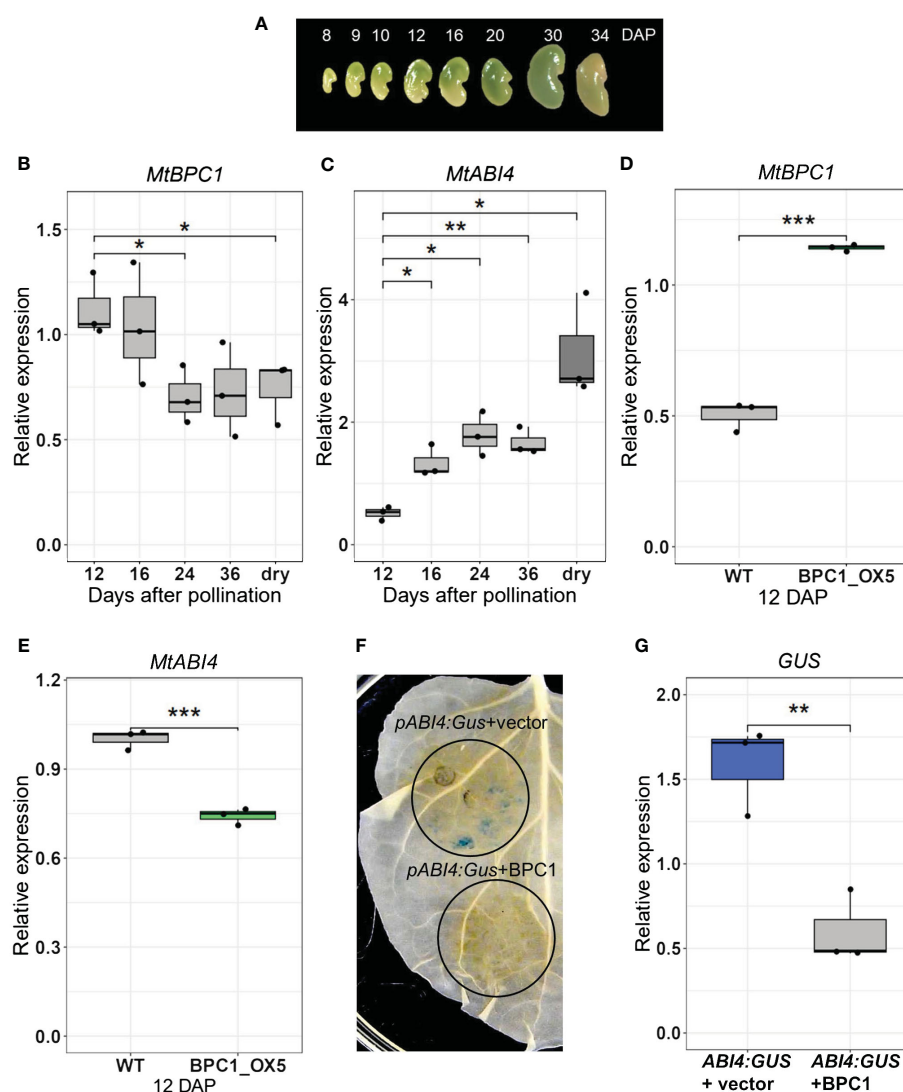 A
8 9 10 12 16 20 30 34 DAP
B
MtBPC1
Relative expression
1.5
1.0
0.5
0.0
* *
12 16 24 36 dry
Days after pollination
C
MtABI4
Relative expression
4
2
0
* ** * *
12 16 24 36 dry
Days after pollination
D
MtBPC1
Relative expression
1.0
0.5
0.0
***
WT BPC1_OX5
12 DAP
E
MtABI4
Relative expression
1.2
0.9
0.6
0.3
0.0
***
WT BPC1_OX5
12 DAP
F
pABI4:Gus+vector
pABI4:Gus+BPC1
G
GUS
Relative expression
2.0
1.5
1.0
0.5
0.0
**
ABI4:GUS ABI4:GUS
+ vector +BPC1